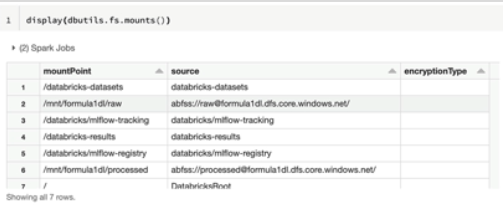 1 display(dbutils.fs.mounts())
(2) Spark Jobs
mountPoint source encryptionType
1 /databricks-datasets databricks-datasets
2 /mnt/formula1dl/raw abfss://raw@formula1dl.dfs.core.windows.net/
3 /databricks/mlflow-tracking databricks/mlflow-tracking
4 /databricks-results databricks-results
5 /databricks/mlflow-registry databricks/mlflow-registry
6 /mnt/formula1dl/processed abfss://processed@formula1dl.dfs.core.windows.net/
7 / DatabricksRoot
Showing all 7 rows.